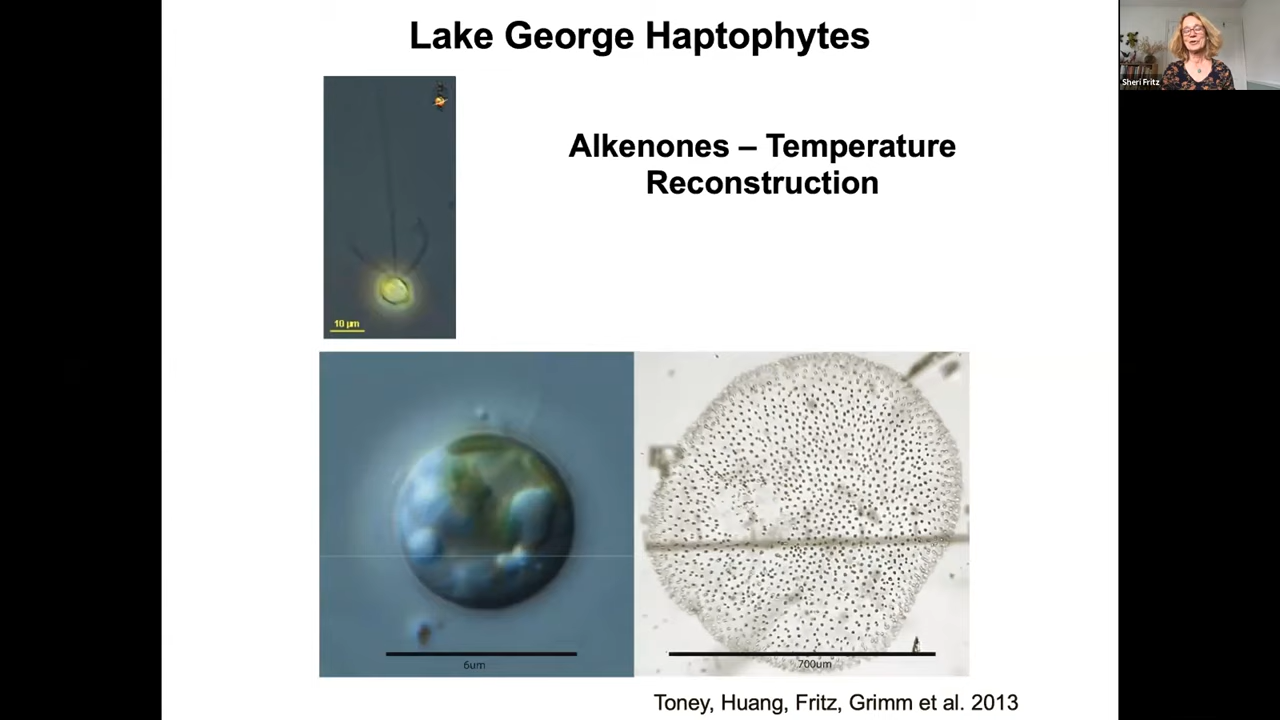 Lake George Haptophytes
Sheri Fritz
Alkenones – Temperature
Reconstruction
10 µm
6um
700um
Toney, Huang, Fritz, Grimm et al. 2013